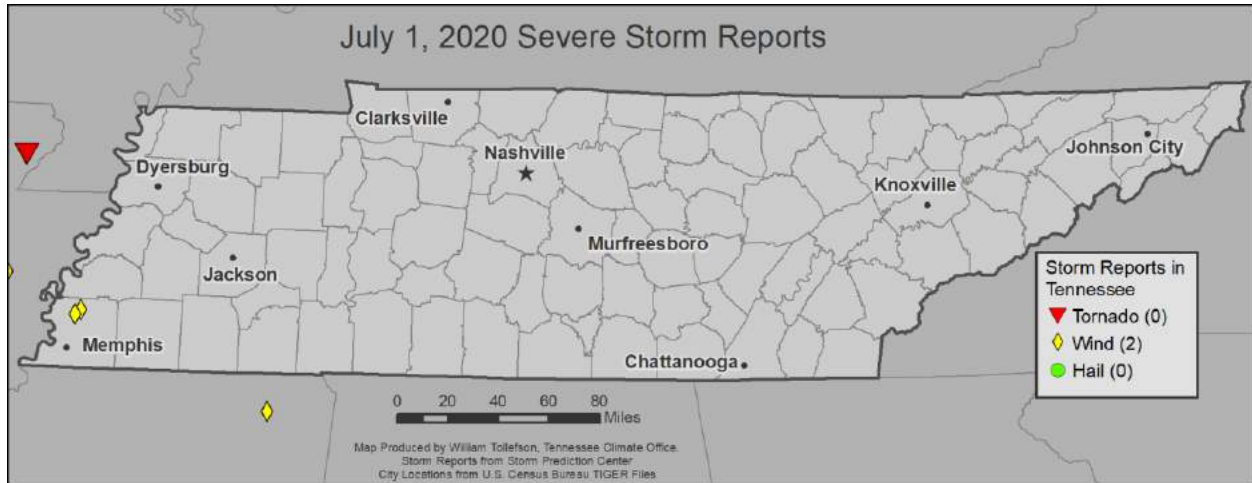 July 1, 2020 Severe Storm Reports
Clarksville
Nashville
Johnson City
Dyersburg
Knoxville
Murfreesboro
Jackson
Storm Reports in
Tennessee
Tornado (0)
Wind (2)
Hail (0)
Memphis
Chattanooga
0 20 40 60 80
Miles
Map Produced by William Tollefson, Tennessee Climate Office.
Storm Reports from Storm Prediction Center
City Locations from U.S. Census Bureau TIGER Files